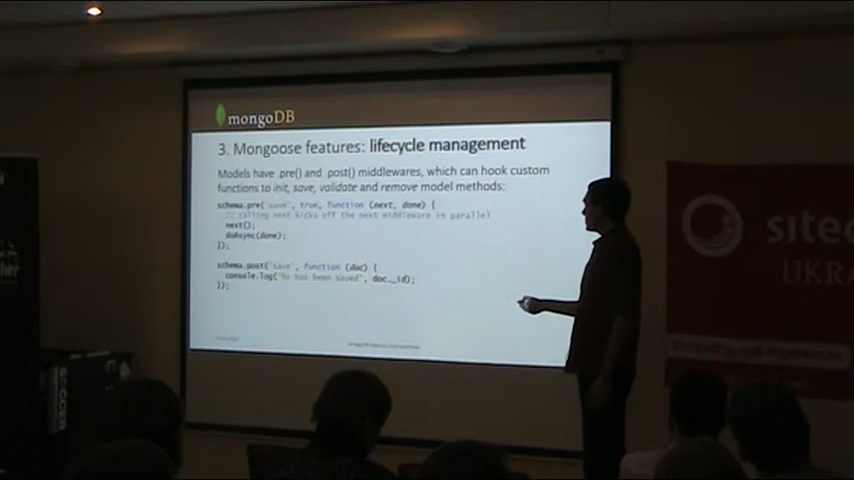 mongoDB
3. Mongoose features: lifecycle management
Models have .pre() and .post() middlewares, which can hook custom
functions to init, save, validate and remove model methods:
schema.pre('save', true, function (next, done) {
// calling next kicks off the next middleware in parallel
next();
doAsync(done);
});
schema.post('save', function (doc) {
console.log('%s has been saved', doc._id);
});
sitec
UKRA
SOCCER